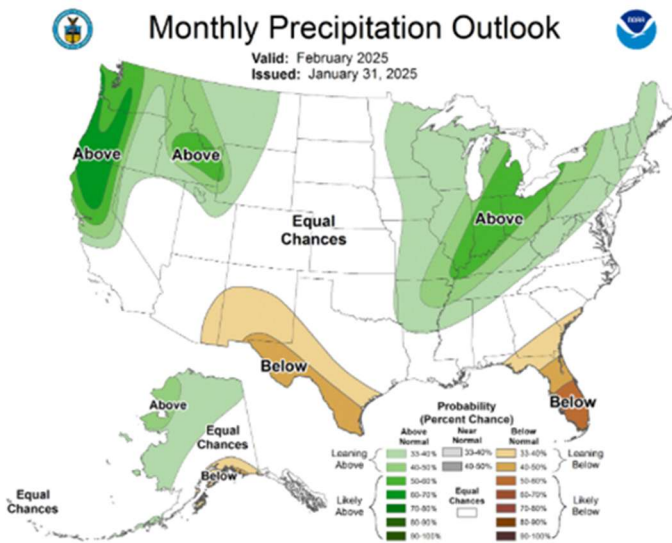 Monthly Precipitation Outlook
Valid: February 2025
Issued: January 31, 2025
NOAA
Above
Above
Equal
Chances
Above
Below
Below
Above
Equal
Chances
Below
Equal
Chances
Probability
(Percent Chance)
Above Normal
Near Normal
Below Normal
Leaning Above
33-40% 33-40% 33-40%
40-50% 40-50% 40-50%
Leaning Below
Likely Above
50-60% Equal Chances 50-60%
60-70% 60-70%
70-80% 70-80%
80-90% 80-90%
90-100% 90-100%
Likely Below